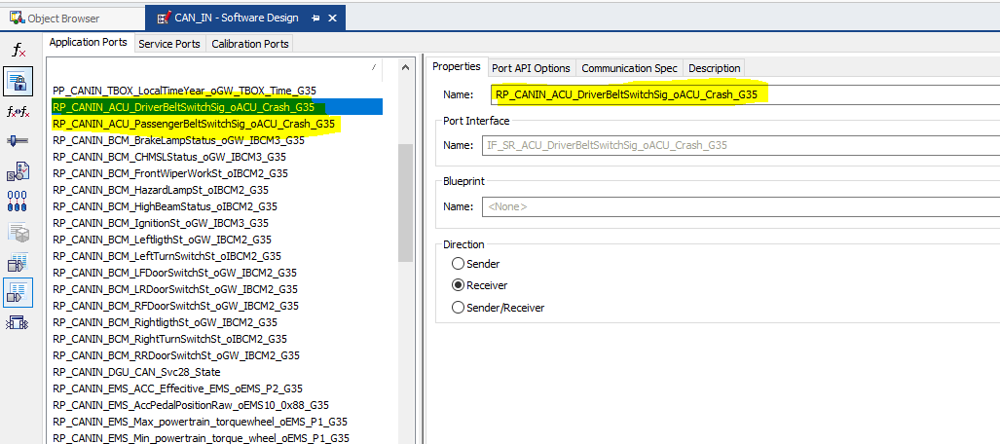 Object Browser
CAN_IN - Software Design
Application Ports
Service Ports
Calibration Ports
PP_CANIN_TBOX_LocalTimeYear_oGW_TBOX_Time_G35
RP_CANIN_ACU_DriverBeltSwitchSig_oACU_Crash_G35
RP_CANIN_ACU_PassengerBeltSwitchSig_oACU_Crash_G35
RP_CANIN_BCM_BrakeLampStatus_oGW_IBCM3_G35
RP_CANIN_BCM_CHMSLStatus_oGW_IBCM3_G35
RP_CANIN_BCM_FrontWiperWorkSt_oIBCM2_G35
RP_CANIN_BCM_HazardLampSt_oIBCM2_G35
RP_CANIN_BCM_HighBeamStatus_oIBCM2_G35
RP_CANIN_BCM_IgnitionSt_oGW_IBCM3_G35
RP_CANIN_BCM_LeftligthSt_oGW_IBCM2_G35
RP_CANIN_BCM_LeftTurnSwitchSt_oIBCM2_G35
RP_CANIN_BCM_LFDoorSwitchSt_oGW_IBCM2_G35
RP_CANIN_BCM_LRDoorSwitchSt_oGW_IBCM2_G35
RP_CANIN_BCM_RFDoorSwitchSt_oGW_IBCM2_G35
RP_CANIN_BCM_RightligthSt_oGW_IBCM2_G35
RP_CANIN_BCM_RightTurnSwitchSt_oIBCM2_G35
RP_CANIN_BCM_RRDoorSwitchSt_oGW_IBCM2_G35
RP_CANIN_DGU_CAN_Svc28_State
RP_CANIN_EMS_ACC_Effecitive_EMS_oEMS_P2_G35
RP_CANIN_EMS_AccPedalPositionRaw_oEMS10_0x88_G35
RP_CANIN_EMS_Max_powertrain_torquewheel_oEMS_P1_G35
RP_CANIN_EMS_Min_powertrain_torque_wheel_oEMS_P1_G35
Properties
Port API Options
Communication Spec
Description
Name: RP_CANIN_ACU_DriverBeltSwitchSig_oACU_Crash_G35
Port Interface
Name: IF_SR_ACU_DriverBeltSwitchSig_oACU_Crash_G35
Blueprint
Name: <None>
Direction
Sender
Receiver
Sender/Receiver